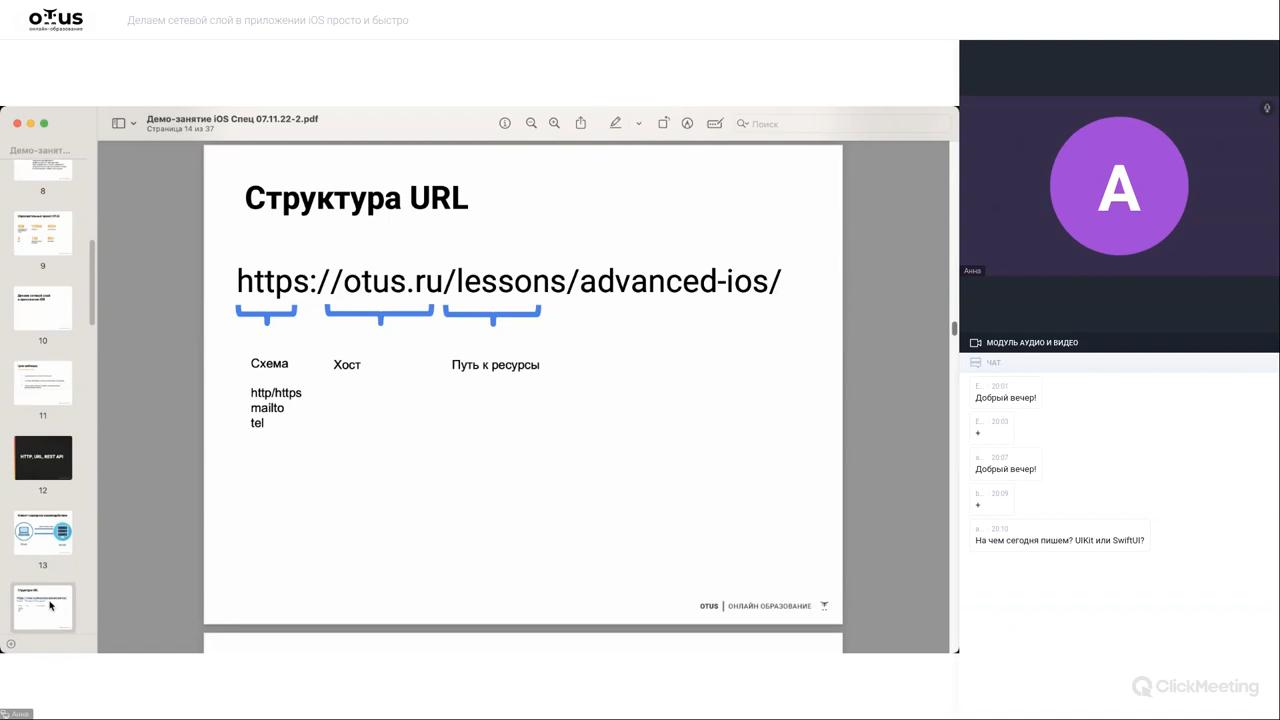 OTUS
онлайн-образование
Делаем сетевой слой в приложении iOS просто и быстро
Демо-занят...
8
9
10
11
HTTP, URL, REST API
12
13
Демо-занятие iOS Спец 07.11.22-2.pdf
Страница 14 из 37
Поиск
Структура URL
https://otus.ru/lessons/advanced-ios/
Схема
Хост
Путь к ресурсы
http/https
mailto
tel
OTUS | ОНЛАЙН ОБРАЗОВАНИЕ
А
Анна
МОДУЛЬ АУДИО И ВИДЕО
ЧАТ
E... · 20:01
Добрый вечер!
E... · 20:03
+
a... · 20:07
Добрый вечер!
b... · 20:09
+
a... · 20:10
На чем сегодня пишем? UIKit или SwiftUI?
ClickMeeting
Анна